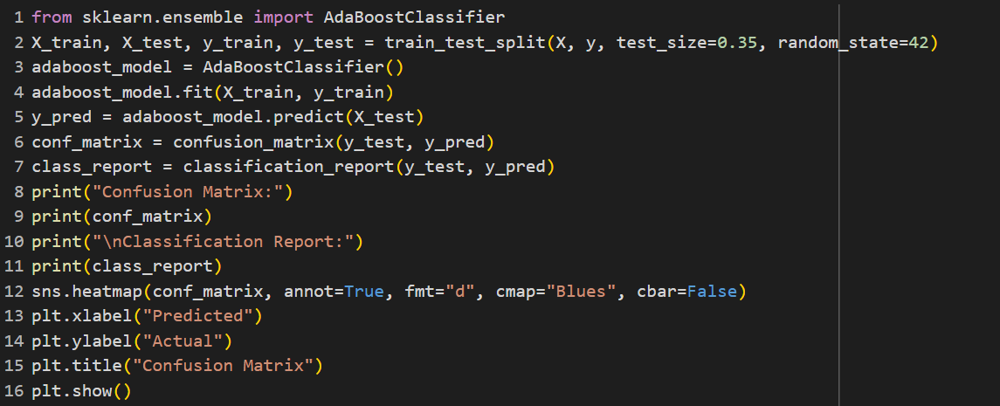 1 from sklearn.ensemble import AdaBoostClassifier
2 X_train, X_test, y_train, y_test = train_test_split(X, y, test_size=0.35, random_state=42)
3 adaboost_model = AdaBoostClassifier()
4 adaboost_model.fit(X_train, y_train)
5 y_pred = adaboost_model.predict(X_test)
6 conf_matrix = confusion_matrix(y_test, y_pred)
7 class_report = classification_report(y_test, y_pred)
8 print("Confusion Matrix:")
9 print(conf_matrix)
10 print("\nClassification Report:")
11 print(class_report)
12 sns.heatmap(conf_matrix, annot=True, fmt="d", cmap="Blues", cbar=False)
13 plt.xlabel("Predicted")
14 plt.ylabel("Actual")
15 plt.title("Confusion Matrix")
16 plt.show()